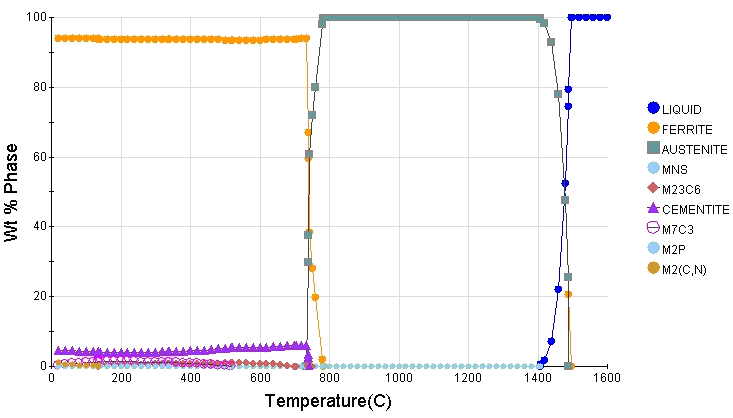 Wt % Phase
100
80
60
40
20
0
0 200 400 600 800 1000 1200 1400 1600
Temperature(C)
LIQUID
FERRITE
AUSTENITE
MNS
M23C6
CEMENTITE
M7C3
M2P
M2(C,N)